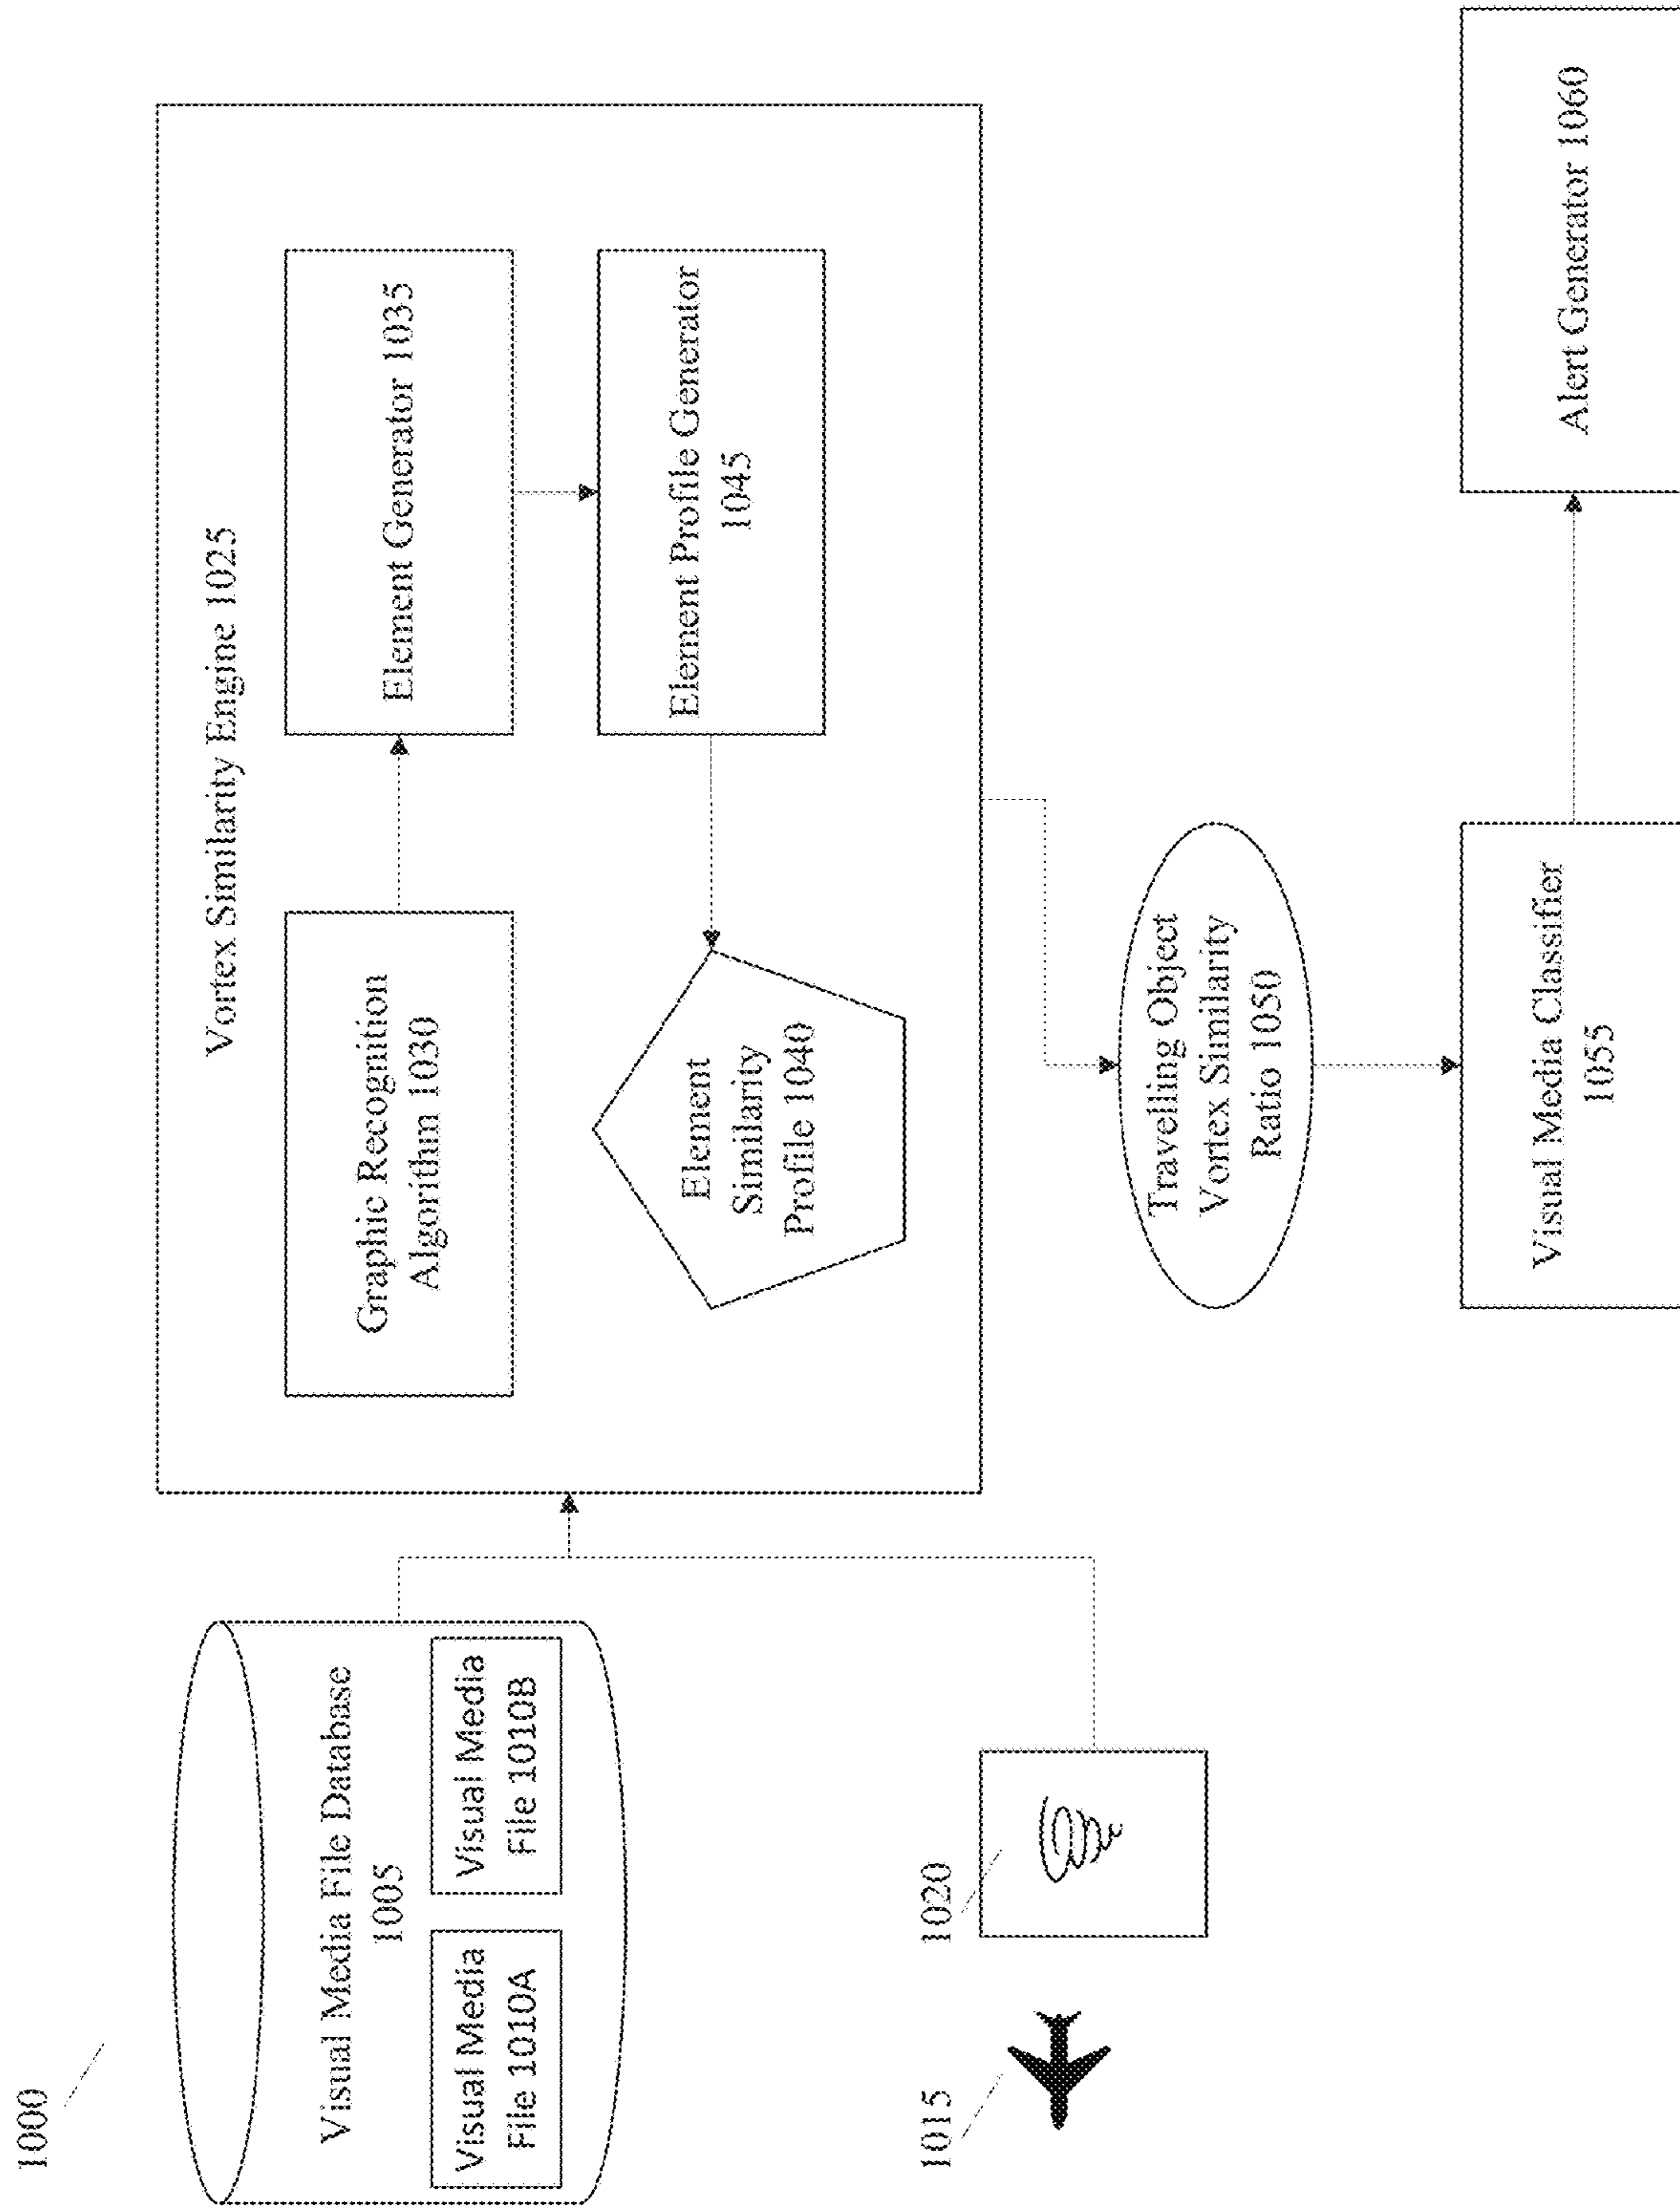 1000
Visual Media File Database
1005
Visual Media
File 1010A
Visual Media
File 1010B
1015
1020
Vortex Similarity Engine 1025
Graphic Recognition
Algorithm 1030
Element Generator 1035
Element
Similarity
Profile 1040
Element Profile Generator
1045
Travelling Object
Vortex Similarity
Ratio 1050
Visual Media Classifier
1055
Alert Generator 1060